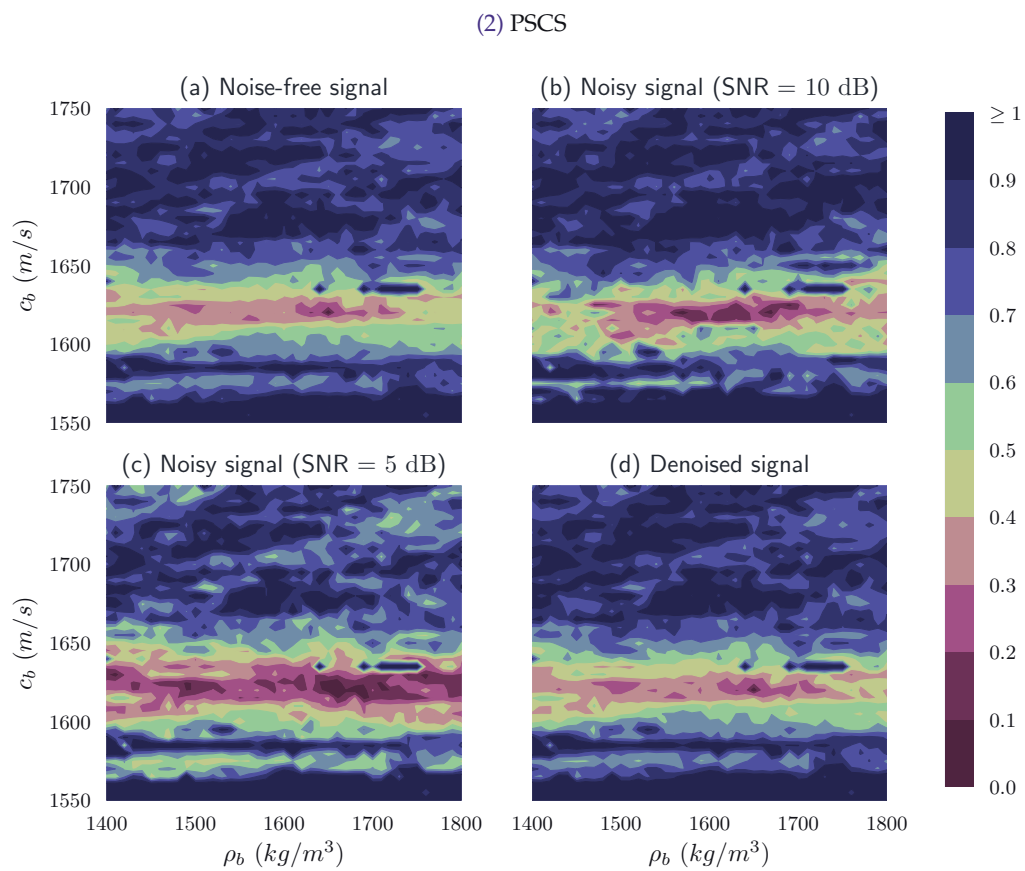 (2) PSCS
(a) Noise-free signal
(b) Noisy signal (SNR = 10 dB)
1750
1700
1650
1600
1550
c_b (m/s)
≥ 1
0.9
0.8
0.7
0.6
0.5
0.4
0.3
0.2
0.1
0.0
(c) Noisy signal (SNR = 5 dB)
(d) Denoised signal
1750
1700
1650
1600
1550
c_b (m/s)
1400 1500 1600 1700 1800
1400 1500 1600 1700 1800
ρ_b (kg/m³)
ρ_b (kg/m³)